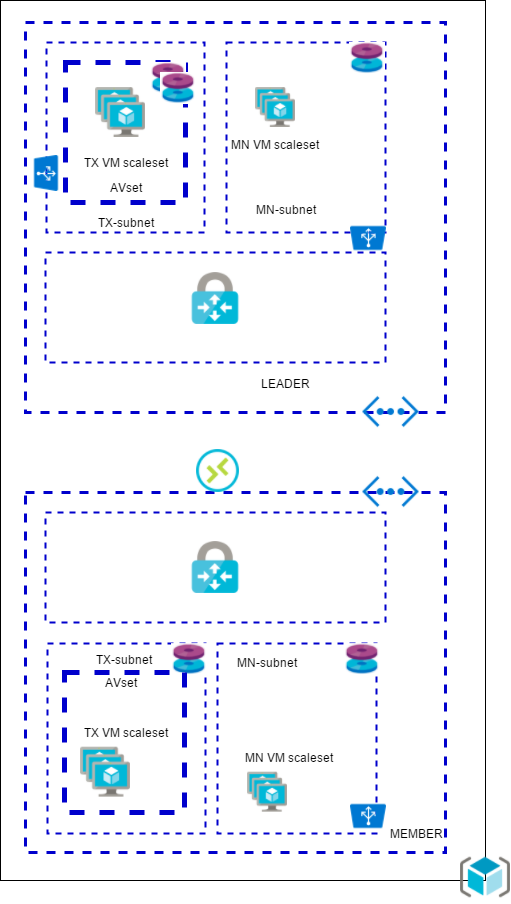 TX VM scaleset
AVset
TX-subnet
MN VM scaleset
MN-subnet
LEADER
TX-subnet
AVset
TX VM scaleset
MN-subnet
MN VM scaleset
MEMBER